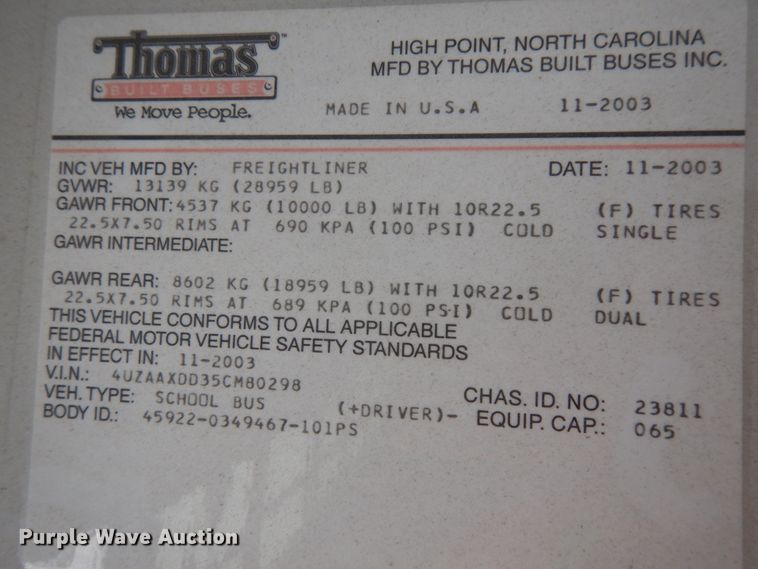 Thomas™
BUILT BUSES
We Move People.
HIGH POINT, NORTH CAROLINA
MFD BY THOMAS BUILT BUSES INC.
MADE IN U.S.A 11-2003
INC VEH MFD BY: FREIGHTLINER DATE: 11-2003
GVWR: 13139 KG (28959 LB)
GAWR FRONT: 4537 KG (10000 LB) WITH 10R22.5 (F) TIRES
22.5X7.50 RIMS AT 690 KPA (100 PSI) COLD SINGLE
GAWR INTERMEDIATE:
GAWR REAR: 8602 KG (18959 LB) WITH 10R22.5 (F) TIRES
22.5X7.50 RIMS AT 689 KPA (100 PSI) COLD DUAL
THIS VEHICLE CONFORMS TO ALL APPLICABLE
FEDERAL MOTOR VEHICLE SAFETY STANDARDS
IN EFFECT IN: 11-2003
V.I.N.: 4UZAAXDD35CM80298
VEH. TYPE: SCHOOL BUS CHAS. ID. NO: 23811
BODY ID.: 45922-0349467-101PS (+DRIVER)- EQUIP. CAP.: 065
Purple Wave Auction